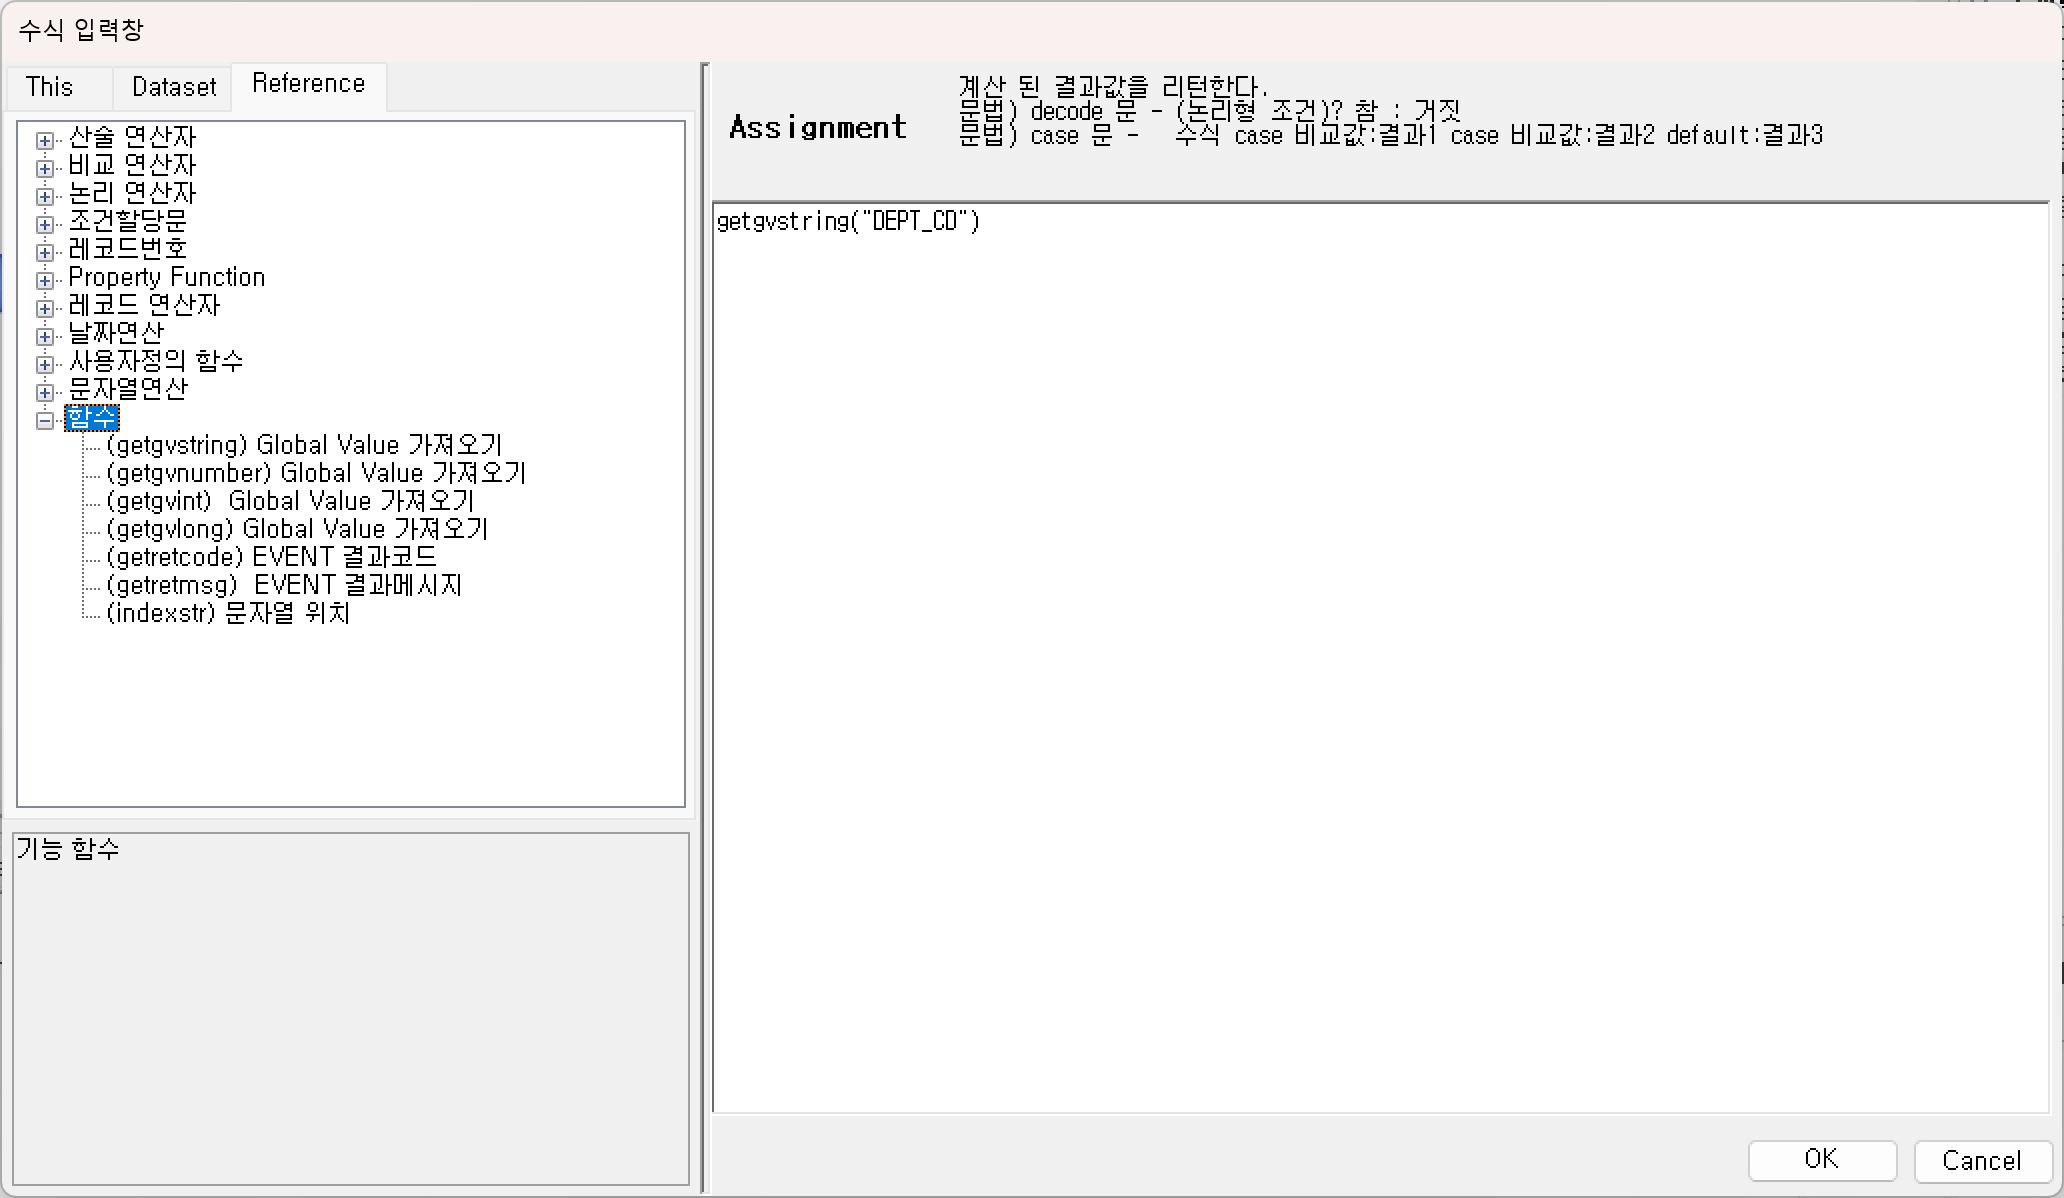 수식 입력창
This
Dataset
Reference
산술 연산자
비교 연산자
논리 연산자
조건할당문
레코드번호
Property Function
레코드 연산자
날짜연산
사용자정의 함수
문자열연산
함수
(getgvstring) Global Value 가져오기
(getgvnumber) Global Value 가져오기
(getgvint)  Global Value 가져오기
(getgvlong) Global Value 가져오기
(getretcode) EVENT 결과코드
(getretmsg)  EVENT 결과메시지
(indexstr) 문자열 위치
기능 함수
Assignment
계산 된 결과값을 리턴한다.
문법) decode 문 - (논리형 조건)? 참 : 거짓
문법) case 문 -   수식 case 비교값:결과1 case 비교값:결과2 default:결과3
getgvstring("DEPT_CD")
OK
Cancel